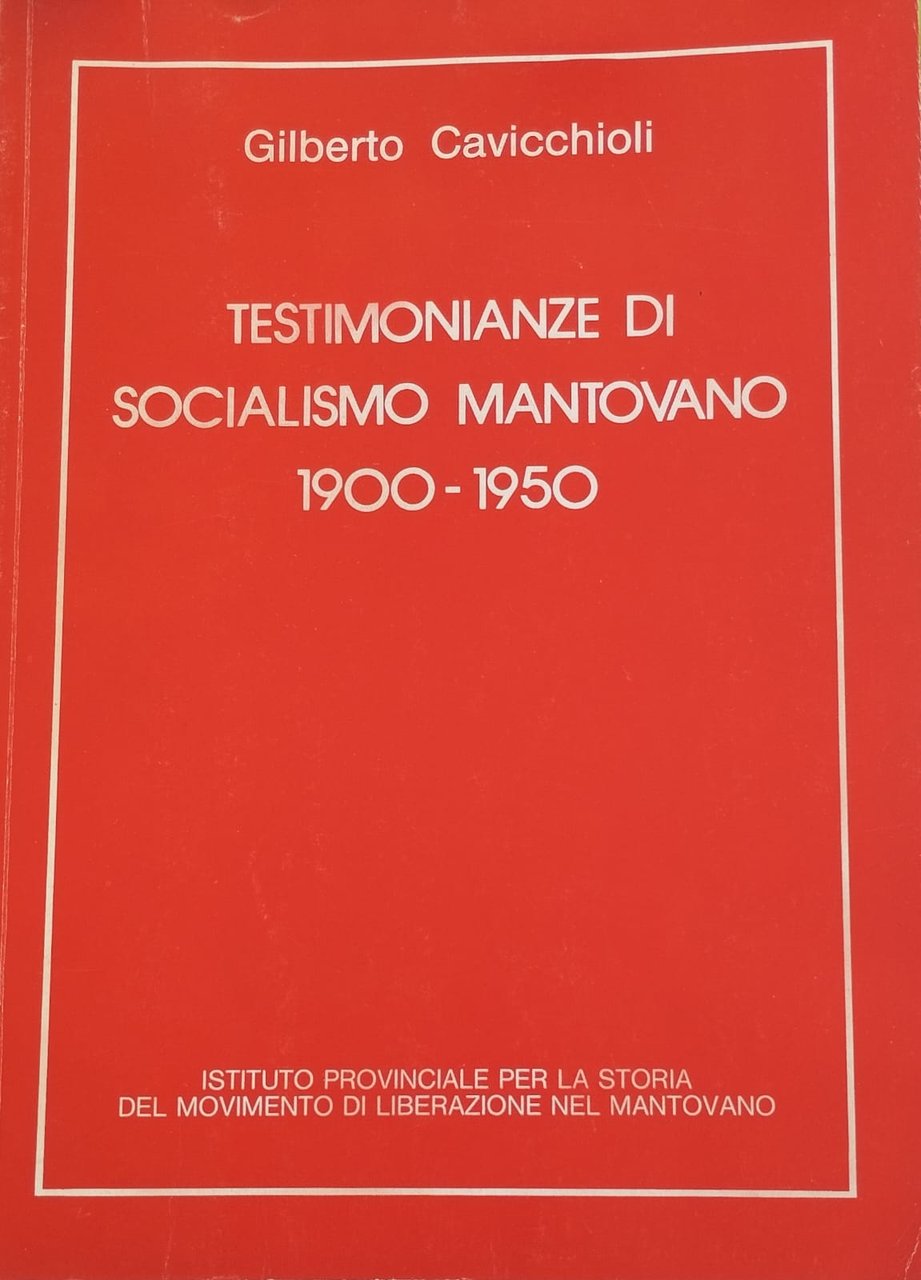 Gilberto Cavicchioli
TESTIMONIANZE DI
SOCIALISMO MANTOVANO
1900-1950
ISTITUTO PROVINCIALE PER LA STORIA
DEL MOVIMENTO DI LIBERAZIONE NEL MANTOVANO